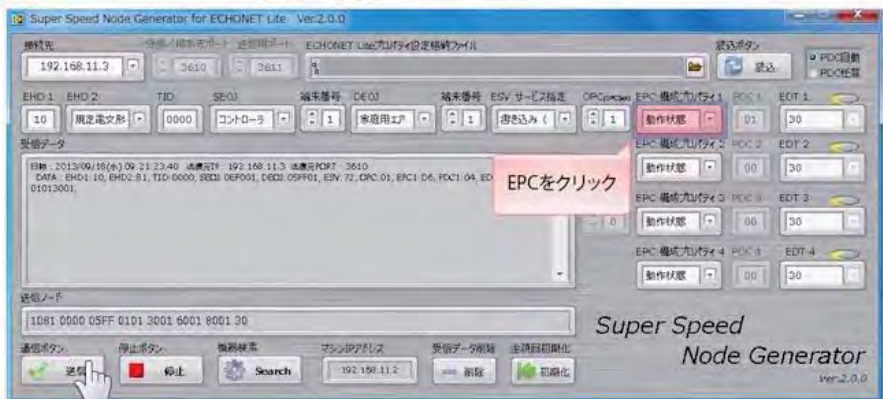 Super Speed Node Generator for ECHONET Lite Ver.2.0.0
接続先
ECHONET Liteプロパティ設定格納ファイル
読込ボタン
192.168.11.3
3610
3611
読込
PDC自動
PDC任意
EHD 1 EHD 2 TID SEOJ 端末番号 DEOJ 端末番号 ESV サービス指定 EPC 構成プロパティ 1 PDC 1 EDT 1
10 規定電文形 0000 コントローラ 1 家庭用エア 1 書き込み ( 1 動作状態 01 30
受信データ
EPC 構成プロパティ 2 PDC 2 EDT 2
動作状態 00 30
日時 : 2013/09/18(水) 09:21:23.40 送信元IP : 192.168.11.3 送信元PORT : 3610
DATA : EHD1:10, EHD2:81, TID:0000, SEOJ:0EF001, DEOJ:05FF01, ESV:72, OPC:01, EPC1:D6, PDC1:04,
01013001,
EPCをクリック
EPC 構成プロパティ 3 PDC 3 EDT 3
0 動作状態 00 30
EPC 構成プロパティ 4 PDC 4 EDT 4
動作状態 00 30
送信ノード
1081 0000 05FF 0101 3001 6001 8001 30
Super Speed
Node Generator
Ver.2.0.0
送信ボタン 停止ボタン 機器検索 マシンIPアドレス 受信データ削除 全項目初期化
送信 停止 Search 192.168.11.2 削除 初期化